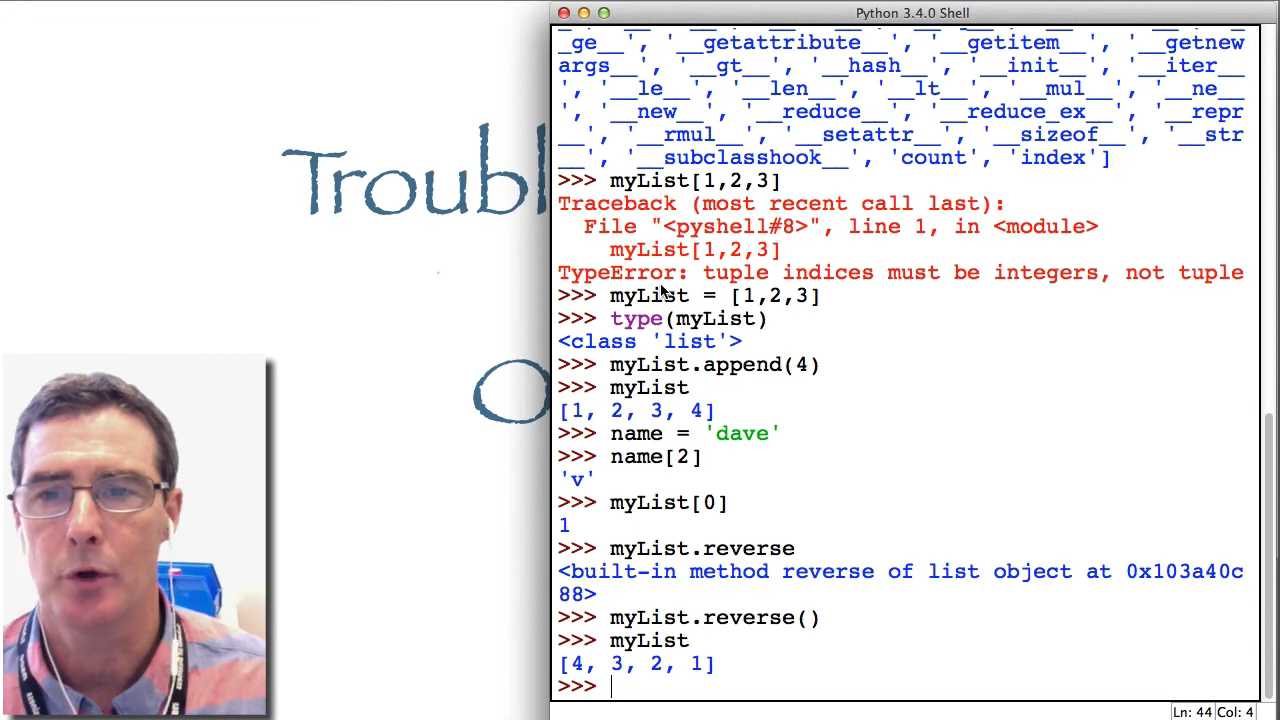 Python 3.4.0 Shell
_ge__', '__getattribute__', '__getitem__', '__getnew
args__', '__gt__', '__hash__', '__init__', '__iter__
', '__le__', '__len__', '__lt__', '__mul__', '__ne__
', '__new__', '__reduce__', '__reduce_ex__', '__repr
__', '__rmul__', '__setattr__', '__sizeof__', '__str
__', '__subclasshook__', 'count', 'index']
>>> myList[1,2,3]
Traceback (most recent call last):
  File "<pyshell#8>", line 1, in <module>
    myList[1,2,3]
TypeError: tuple indices must be integers, not tuple
>>> myList = [1,2,3]
>>> type(myList)
<class 'list'>
>>> myList.append(4)
>>> myList
[1, 2, 3, 4]
>>> name = 'dave'
>>> name[2]
'v'
>>> myList[0]
1
>>> myList.reverse
<built-in method reverse of list object at 0x103a40c
88>
>>> myList.reverse()
>>> myList
[4, 3, 2, 1]
>>>
Ln: 44 Col: 4
Troubl
O